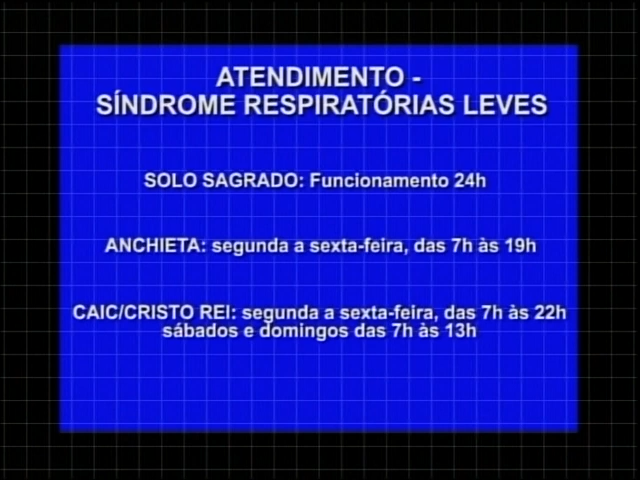 ATENDIMENTO -
SÍNDROME RESPIRATÓRIAS LEVES
SOLO SAGRADO: Funcionamento 24h
ANCHIETA: segunda a sexta-feira, das 7h às 19h
CAIC/CRISTO REI: segunda a sexta-feira, das 7h às 22h
sábados e domingos das 7h às 13h